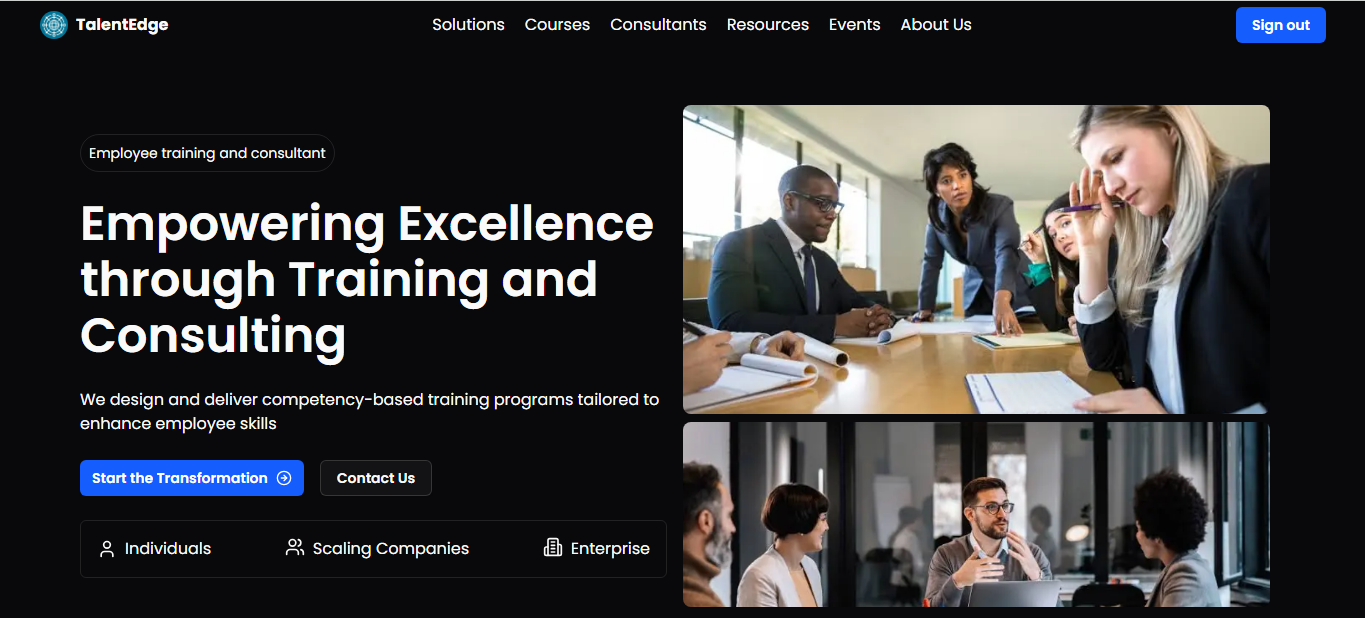 TalentEdge
Solutions
Courses
Consultants
Resources
Events
About Us
Sign out
Employee training and consultant
Empowering Excellence
through Training and
Consulting
We design and deliver competency-based training programs tailored to
enhance employee skills
Start the Transformation
Contact Us
Individuals
Scaling Companies
Enterprise